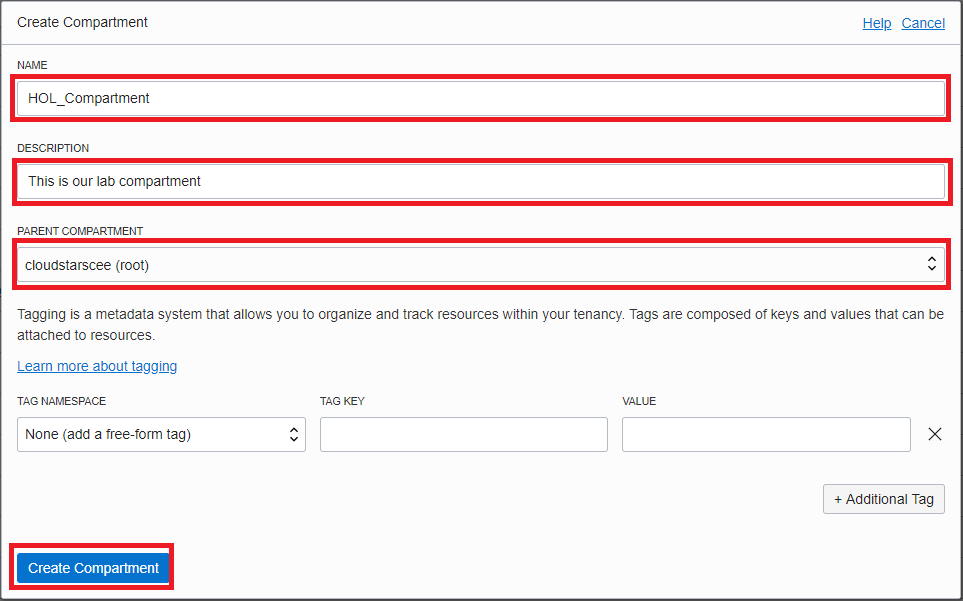 Create Compartment
Help Cancel
NAME
HOL_Compartment
DESCRIPTION
This is our lab compartment
PARENT COMPARTMENT
cloudstarscee (root)
Tagging is a metadata system that allows you to organize and track resources within your tenancy. Tags are composed of keys and values that can be
attached to resources.
Learn more about tagging
TAG NAMESPACE TAG KEY VALUE
None (add a free-form tag)
+ Additional Tag
Create Compartment